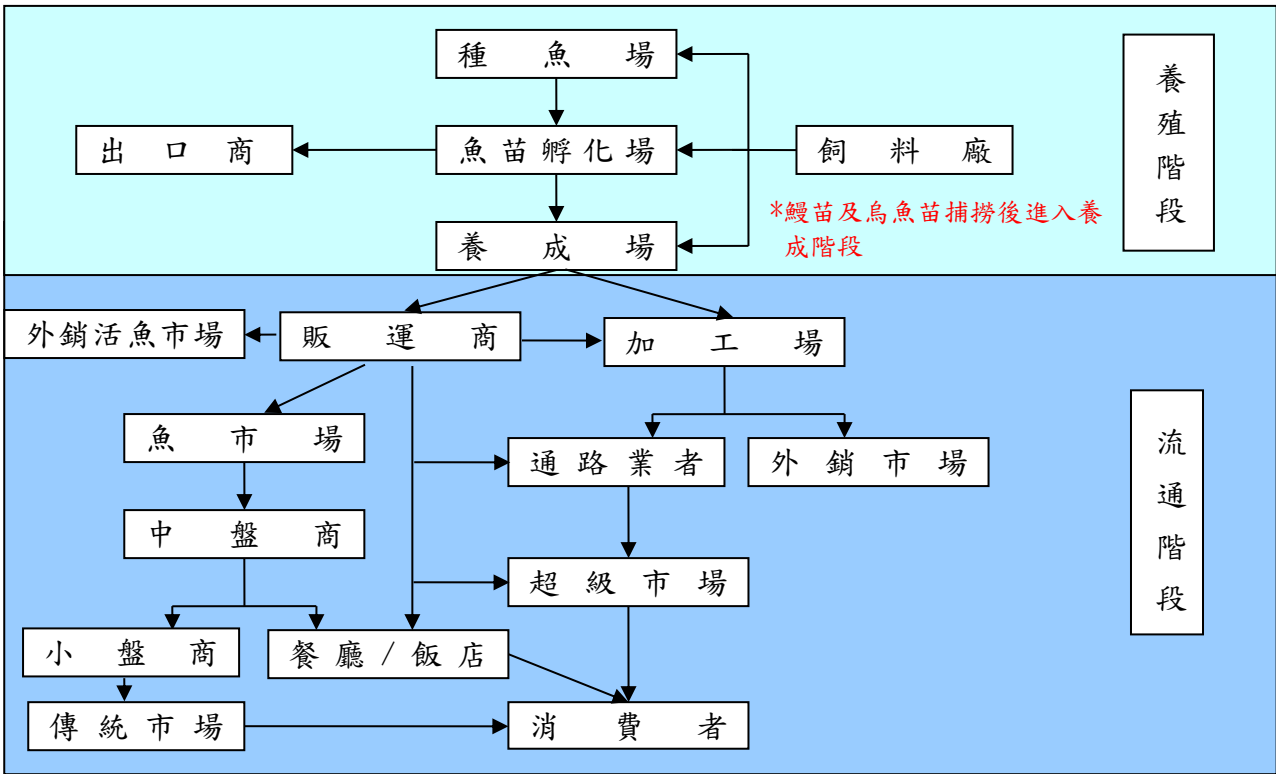 種魚場
出口商
魚苗孵化場
飼料廠
養殖階段
*鰻苗及烏魚苗捕撈後進入養
成階段
養成場
外銷活魚市場
販運商
加工場
魚市場
通路業者
外銷市場
流通階段
中盤商
超級市場
小盤商
餐廳/飯店
傳統市場
消費者